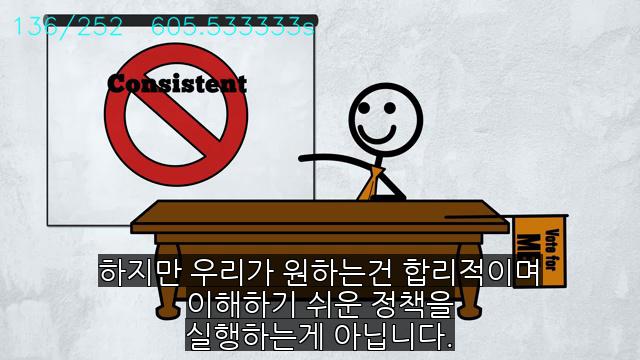 136/252 605.533333s
Consistent
Vote for
ME
하지만 우리가 원하는건 합리적이며
이해하기 쉬운 정책을
실행하는게 아닙니다.